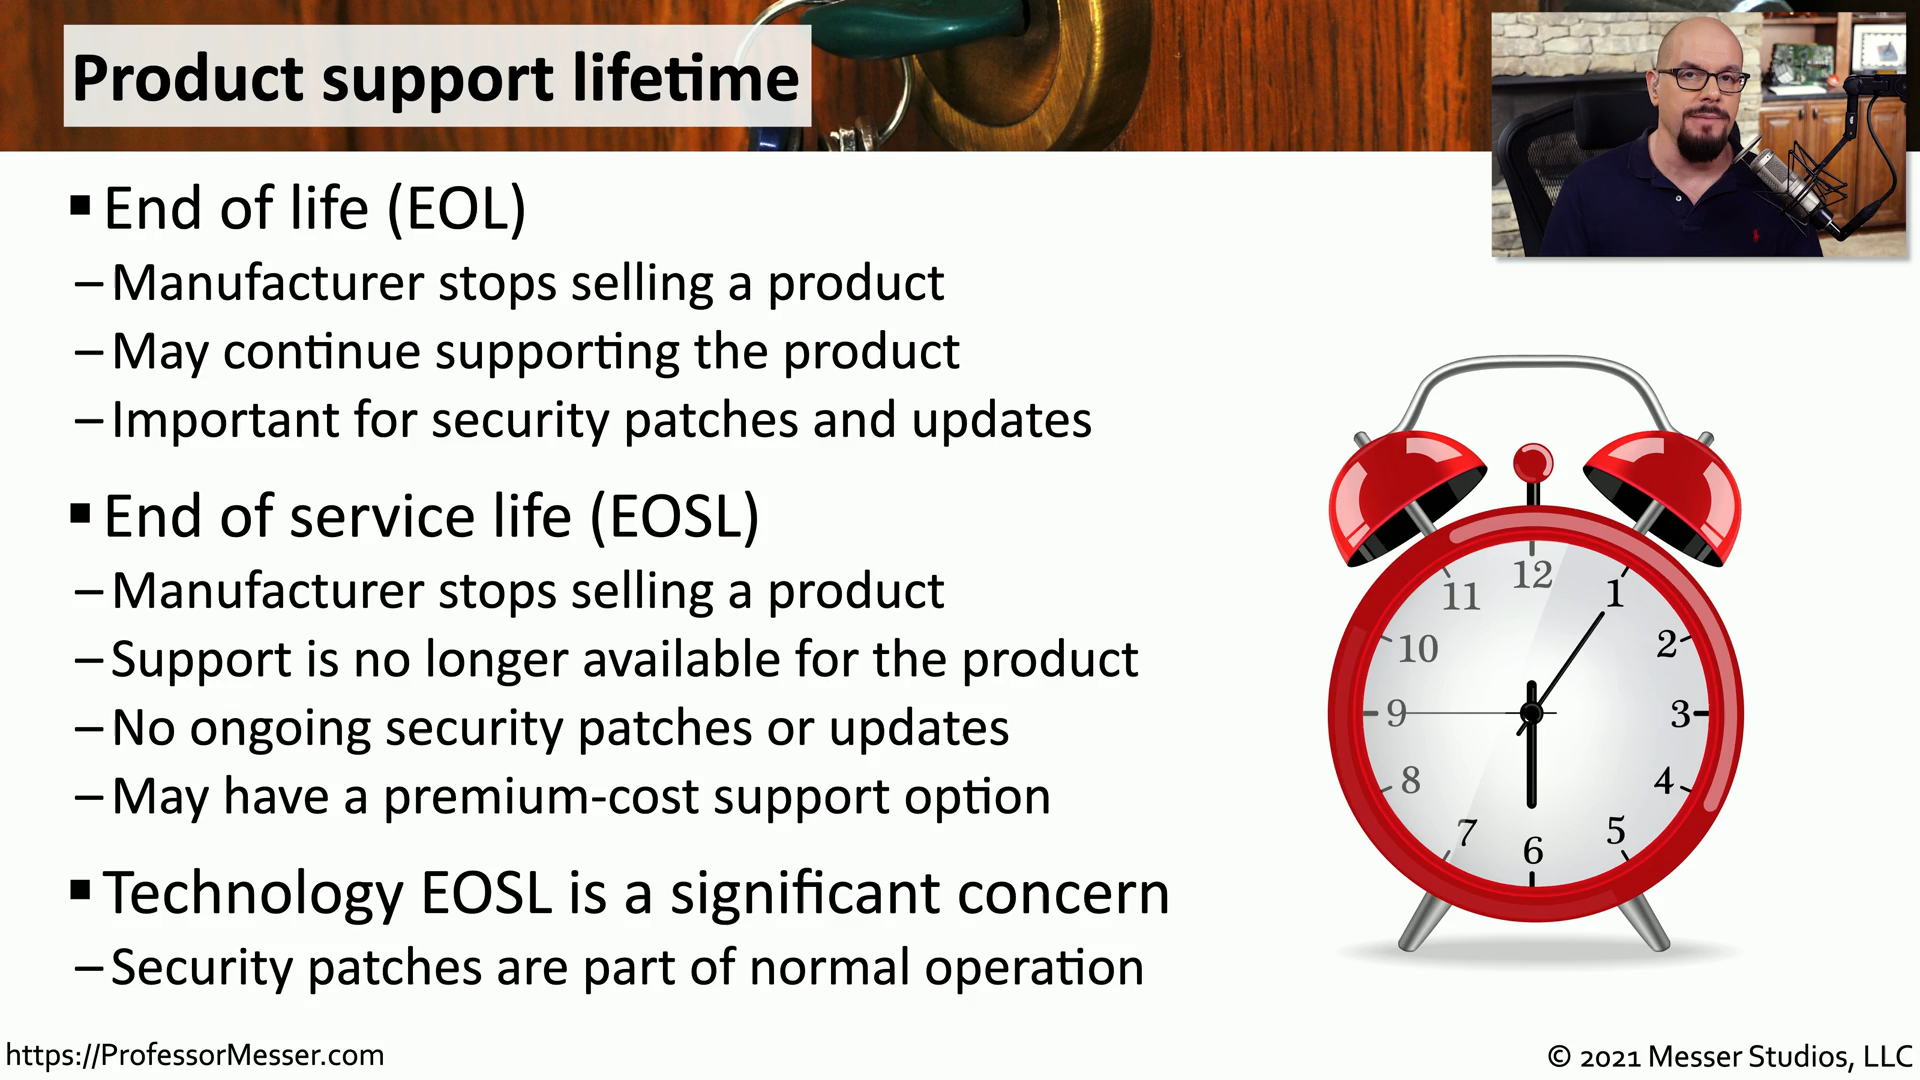 Product support lifetime
▪ End of life (EOL)
– Manufacturer stops selling a product
– May continue supporting the product
– Important for security patches and updates
▪ End of service life (EOSL)
– Manufacturer stops selling a product
– Support is no longer available for the product
– No ongoing security patches or updates
– May have a premium-cost support option
▪ Technology EOSL is a significant concern
– Security patches are part of normal operation
12
1
2
3
4
5
6
7
8
9
10
11
https://ProfessorMesser.com
© 2021 Messer Studios, LLC